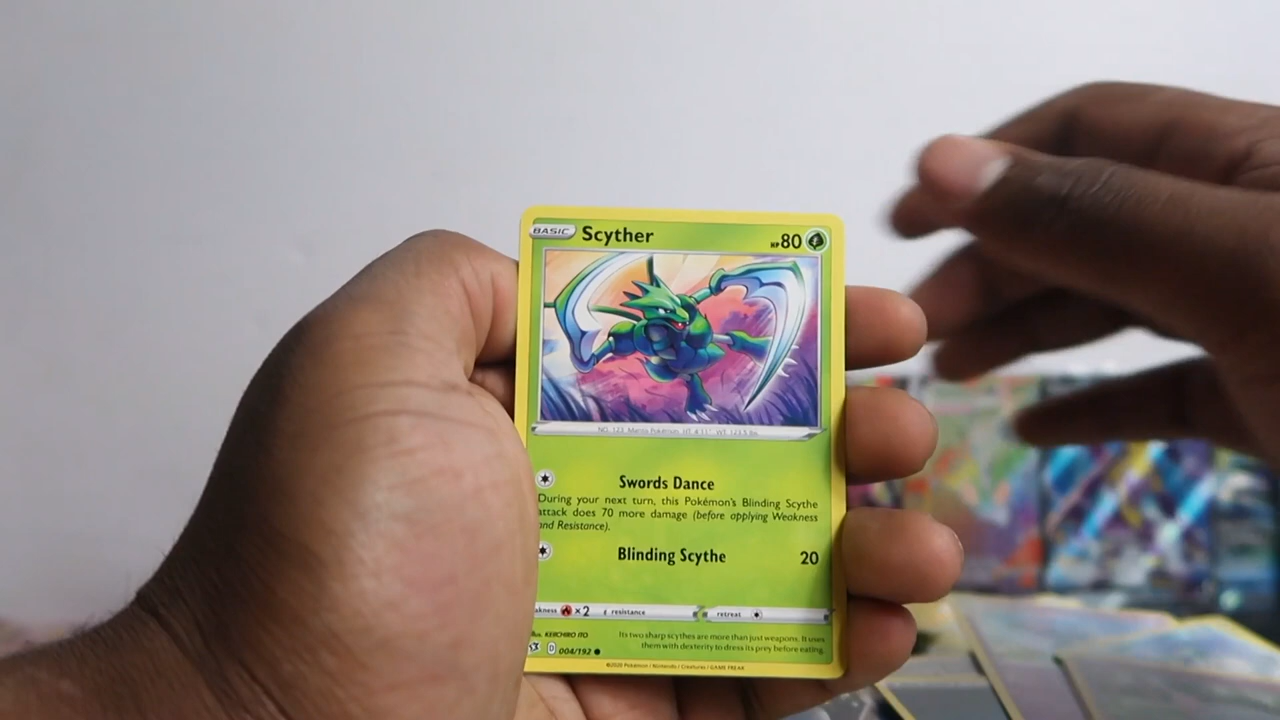 BASIC Scyther HP 80
NO. 123 Mantis Pokémon HT: 4'11" WT: 123.5 lbs.
Swords Dance
During your next turn, this Pokémon's Blinding Scythe
attack does 70 more damage (before applying Weakness
and Resistance).
Blinding Scythe 20
akness ×2 resistance retreat
Illus. KEIICHIRO ITO
Its two sharp scythes are more than just weapons. It uses
them with dexterity to dress its prey before eating.
D 004/192
©2020 Pokémon / Nintendo / Creatures / GAME FREAK